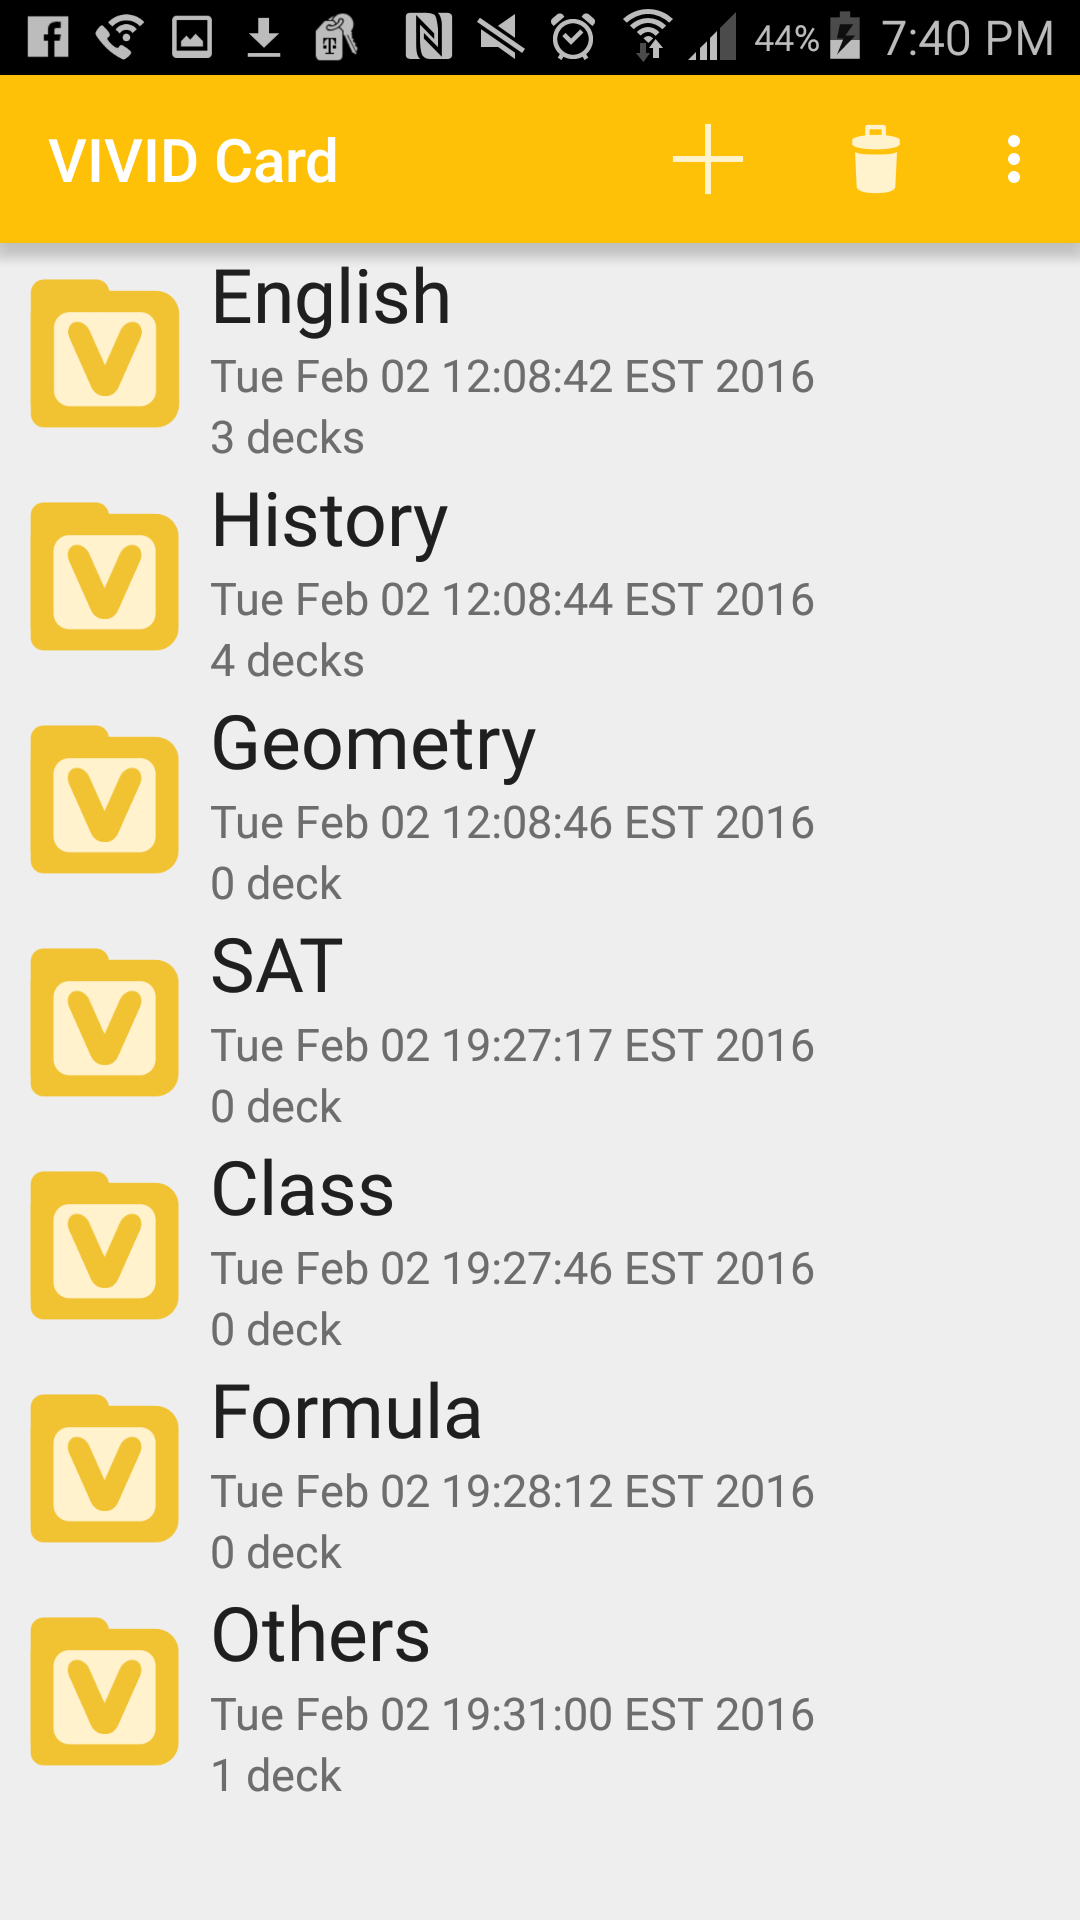 44% 7:40 PM
VIVID Card
English
Tue Feb 02 12:08:42 EST 2016
3 decks
History
Tue Feb 02 12:08:44 EST 2016
4 decks
Geometry
Tue Feb 02 12:08:46 EST 2016
0 deck
SAT
Tue Feb 02 19:27:17 EST 2016
0 deck
Class
Tue Feb 02 19:27:46 EST 2016
0 deck
Formula
Tue Feb 02 19:28:12 EST 2016
0 deck
Others
Tue Feb 02 19:31:00 EST 2016
1 deck